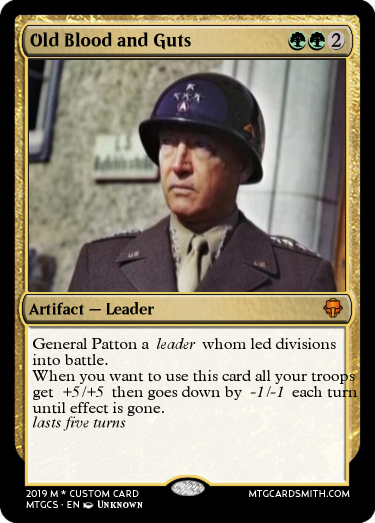 Old Blood and Guts 2
Artifact — Leader
General Patton a leader whom led divisions
into battle.
When you want to use this card all your troops
get +5/+5 then goes down by -1/-1 each turn
until effect is gone.
lasts five turns
2019 M * CUSTOM CARD
MTGCS · EN Unknown
MTGCARDSMITH.COM